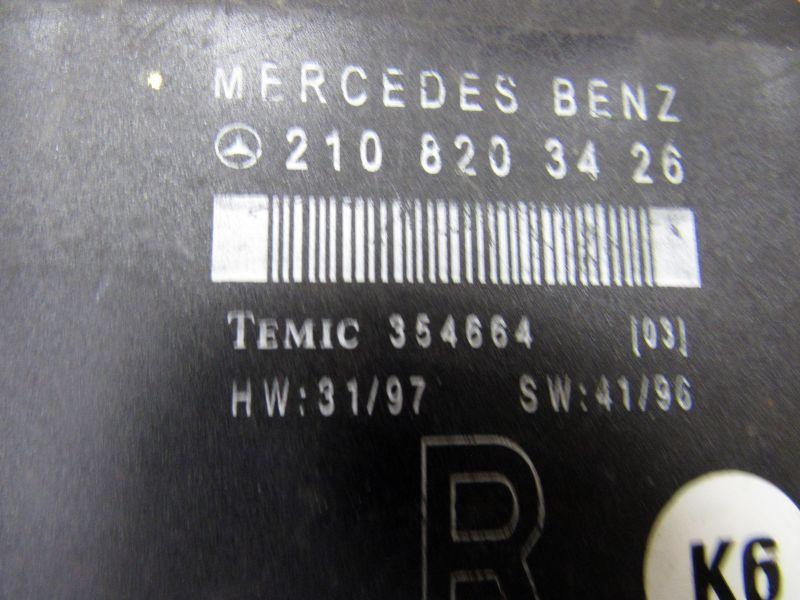 MERCEDES BENZ
210 820 34 26
TEMIC 354664 [03]
HW:31/97 SW:41/96
R
K6